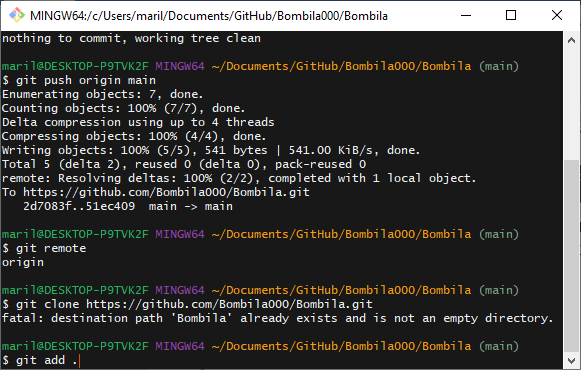 MINGW64:/c/Users/maril/Documents/GitHub/Bombila000/Bombila
nothing to commit, working tree clean
maril@DESKTOP-P9TVK2F MINGW64 ~/Documents/GitHub/Bombila000/Bombila (main)
$ git push origin main
Enumerating objects: 7, done.
Counting objects: 100% (7/7), done.
Delta compression using up to 4 threads
Compressing objects: 100% (4/4), done.
Writing objects: 100% (5/5), 541 bytes | 541.00 KiB/s, done.
Total 5 (delta 2), reused 0 (delta 0), pack-reused 0
remote: Resolving deltas: 100% (2/2), completed with 1 local object.
To https://github.com/Bombila000/Bombila.git
   2d7083f..51ec409  main -> main
maril@DESKTOP-P9TVK2F MINGW64 ~/Documents/GitHub/Bombila000/Bombila (main)
$ git remote
origin
maril@DESKTOP-P9TVK2F MINGW64 ~/Documents/GitHub/Bombila000/Bombila (main)
$ git clone https://github.com/Bombila000/Bombila.git
fatal: destination path 'Bombila' already exists and is not an empty directory.
maril@DESKTOP-P9TVK2F MINGW64 ~/Documents/GitHub/Bombila000/Bombila (main)
$ git add .